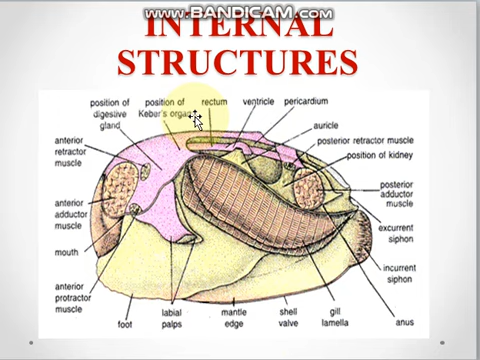 www.BANDICAM.com
INTERNAL
STRUCTURES
position of
digestive
gland
position of
Keber's organ
rectum
ventricle
pericardium
auricle
posterior retractor muscle
position of kidney
anterior
retractor
muscle
posterior
adductor
muscle
anterior
adductor
muscle
excurrent
siphon
mouth
incurrent
siphon
anterior
protractor
muscle
foot
labial
palps
mantle
edge
shell
valve
gill
lamella
anus